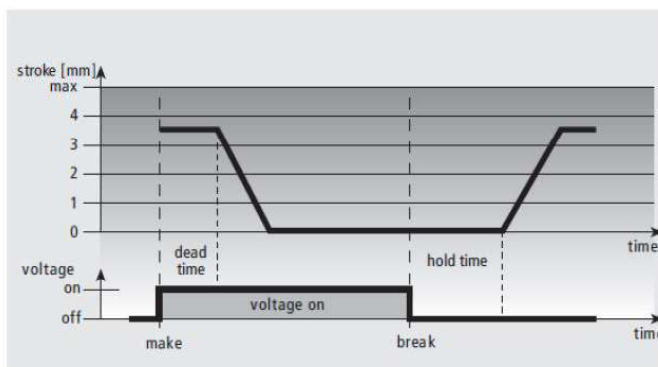 stroke [mm]
max
4
3
2
1
0
time
dead
time
hold time
voltage
on
voltage on
off
time
make
break